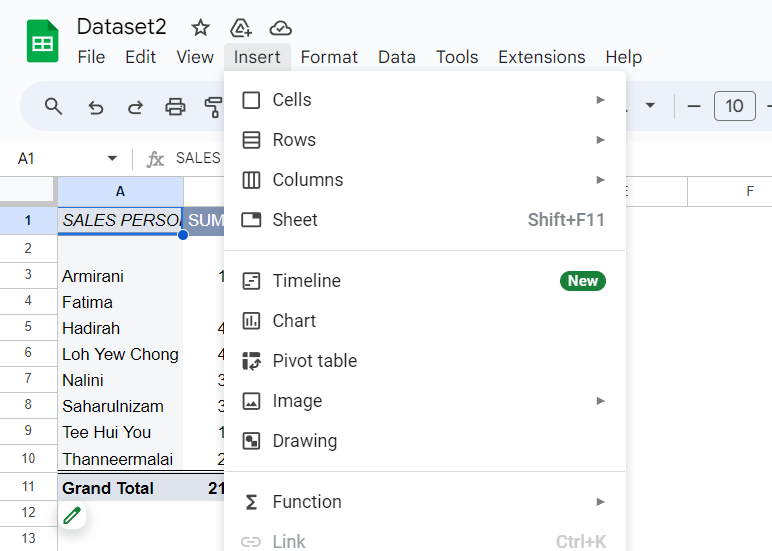 Dataset2
File Edit View Insert Format Data Tools Extensions Help
10
A1 fx SALES
A F
1 SALES PERSO SUM
2
3 Armirani 1
4 Fatima
5 Hadirah 4
6 Loh Yew Chong 4
7 Nalini 3
8 Saharulnizam 3
9 Tee Hui You 1
10 Thanneermalai 2
11 Grand Total 21
12
13
Cells
Rows
Columns
Sheet Shift+F11
Timeline New
Chart
Pivot table
Image
Drawing
Σ Function
Link Ctrl+K